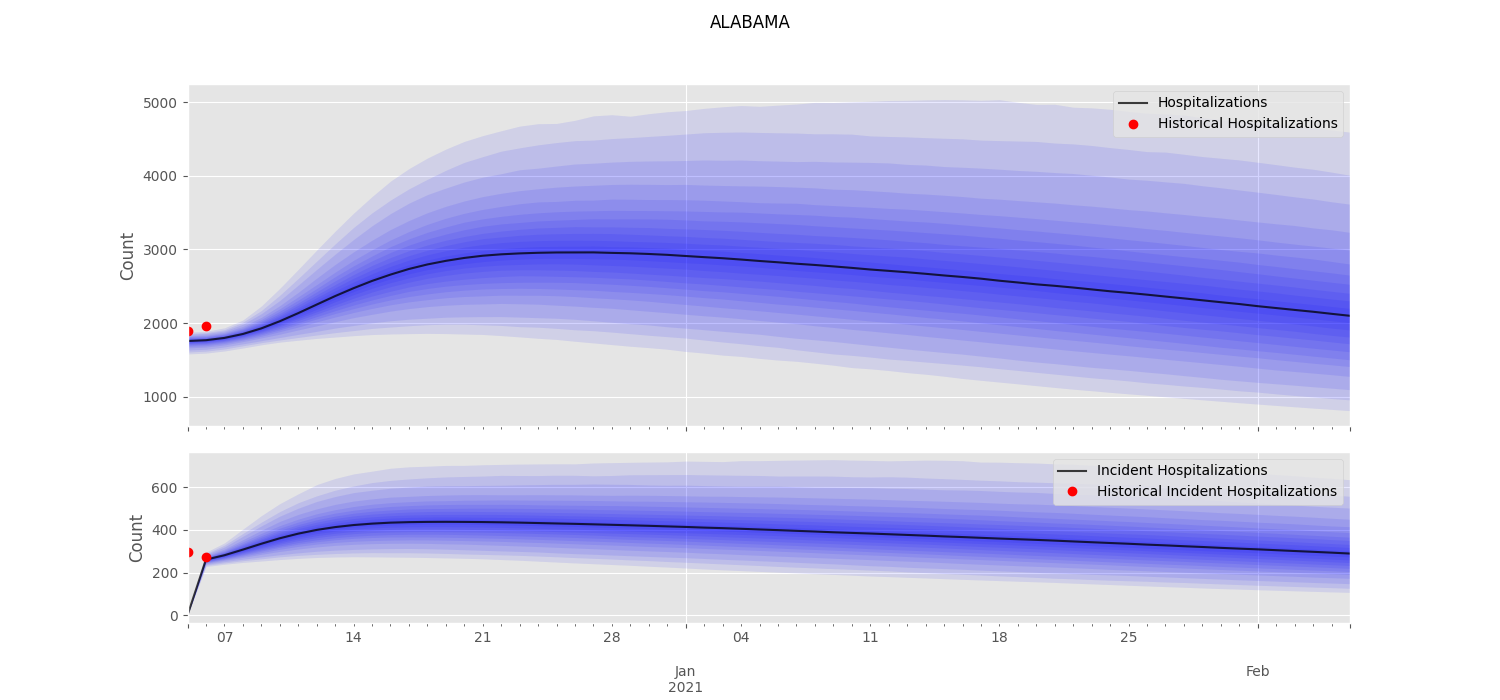 ALABAMA
5000
4000
3000
2000
1000
Count
Hospitalizations
Historical Hospitalizations
600
400
200
0
Count
Incident Hospitalizations
Historical Incident Hospitalizations
07 14 21 28 04 11 18 25
Jan Feb
2021